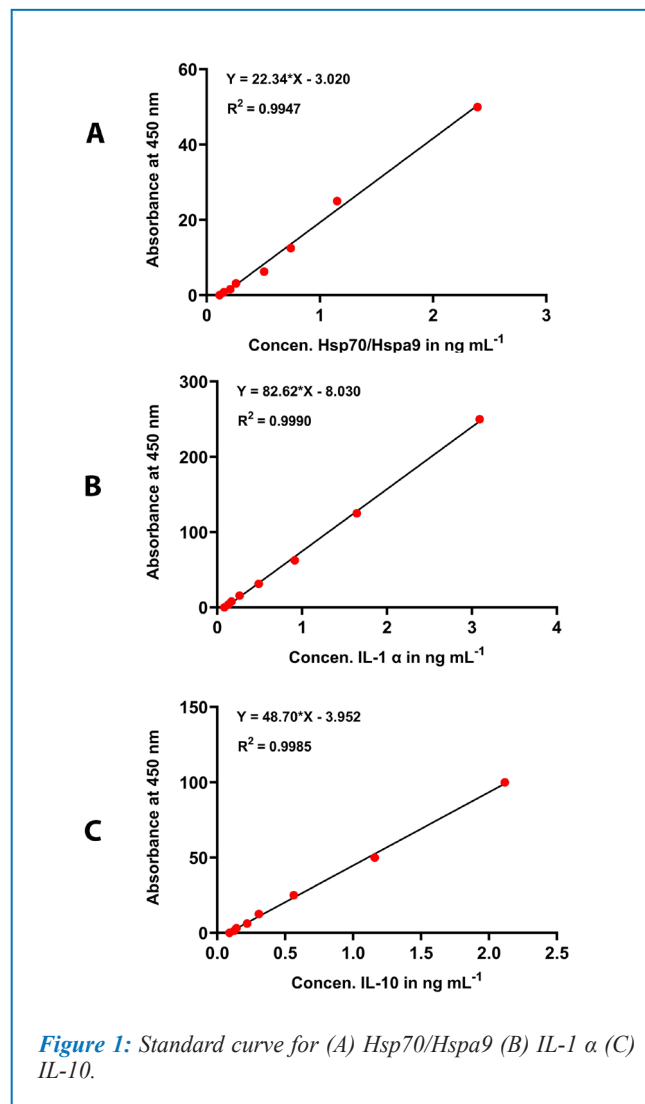 A
Y = 22.34*X - 3.020
R² = 0.9947
Absorbance at 450 nm
60
40
20
0
0 1 2 3
Concen. Hsp70/Hspa9 in ng mL⁻¹
B
Y = 82.62*X - 8.030
R² = 0.9990
Absorbance at 450 nm
300
200
100
0
0 1 2 3 4
Concen. IL-1 α in ng mL⁻¹
C
Y = 48.70*X - 3.952
R² = 0.9985
Absorbance at 450 nm
150
100
50
0
0.0 0.5 1.0 1.5 2.0 2.5
Concen. IL-10 in ng mL⁻¹
Figure 1: Standard curve for (A) Hsp70/Hspa9 (B) IL-1 α (C)
IL-10.